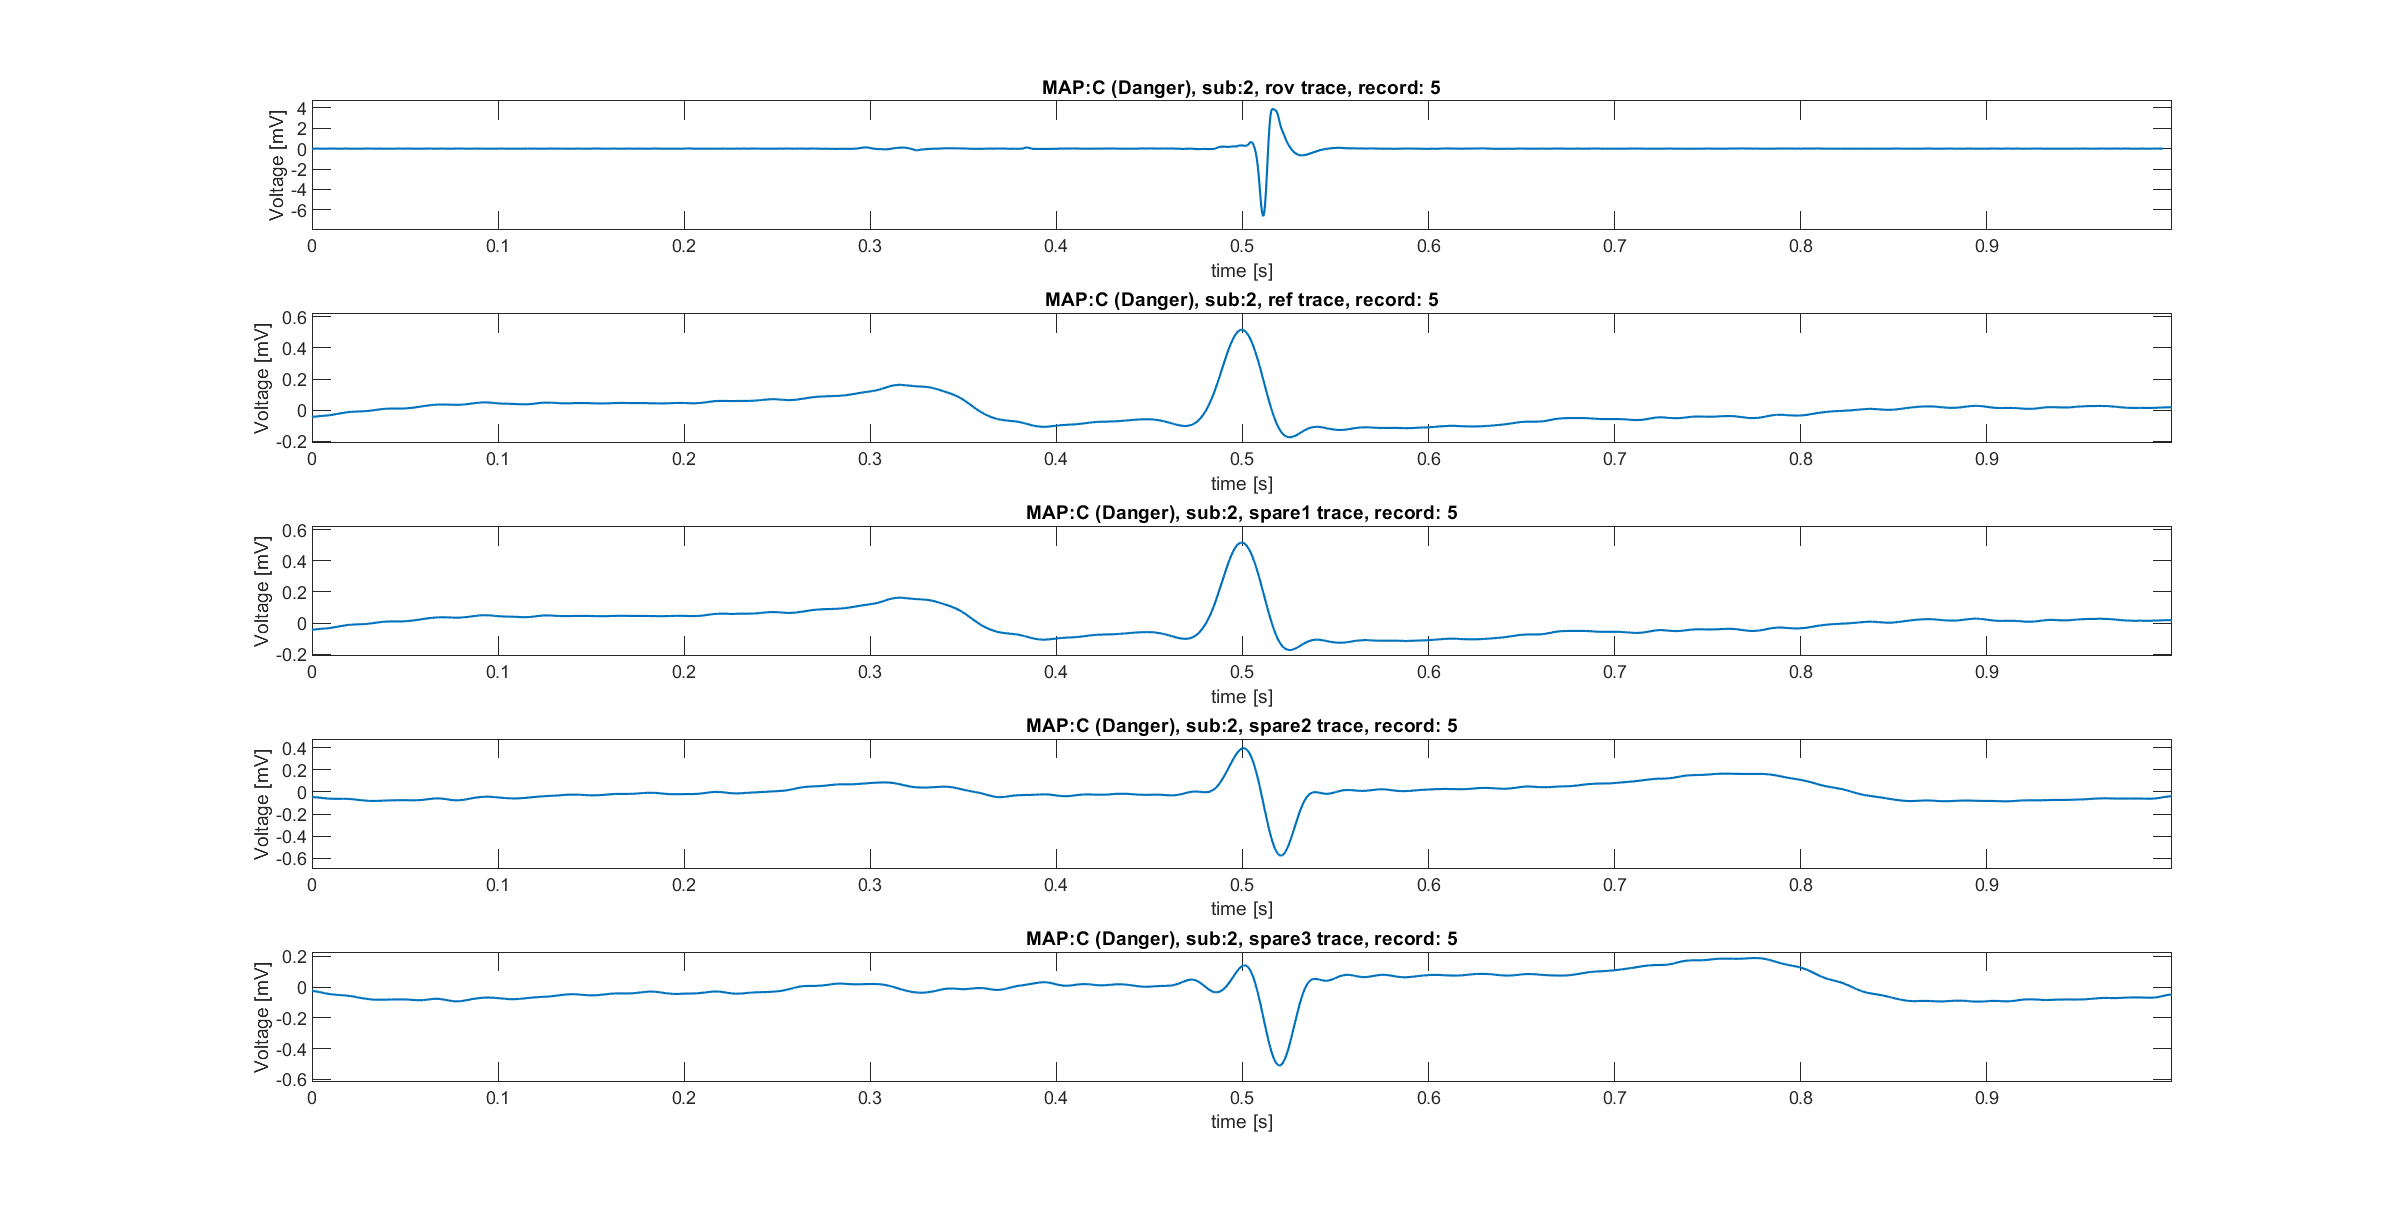 MAP:C (Danger), sub:2, rov trace, record: 5
Voltage [mV]
4
2
0
-2
-4
-6
0 0.1 0.2 0.3 0.4 0.5 0.6 0.7 0.8 0.9
time [s]
MAP:C (Danger), sub:2, ref trace, record: 5
Voltage [mV]
0.6
0.4
0.2
0
-0.2
0 0.1 0.2 0.3 0.4 0.5 0.6 0.7 0.8 0.9
time [s]
MAP:C (Danger), sub:2, spare1 trace, record: 5
Voltage [mV]
0.6
0.4
0.2
0
-0.2
0 0.1 0.2 0.3 0.4 0.5 0.6 0.7 0.8 0.9
time [s]
MAP:C (Danger), sub:2, spare2 trace, record: 5
Voltage [mV]
0.4
0.2
0
-0.2
-0.4
-0.6
0 0.1 0.2 0.3 0.4 0.5 0.6 0.7 0.8 0.9
time [s]
MAP:C (Danger), sub:2, spare3 trace, record: 5
Voltage [mV]
0.2
0
-0.2
-0.4
-0.6
0 0.1 0.2 0.3 0.4 0.5 0.6 0.7 0.8 0.9
time [s]